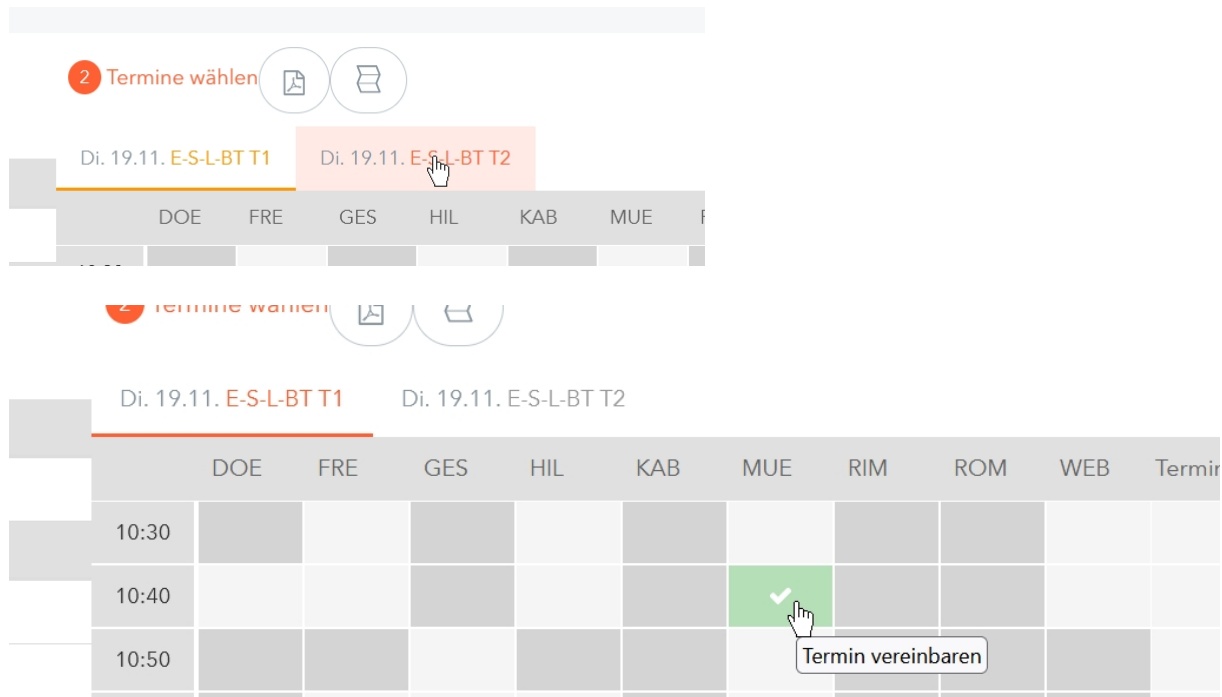 2 Termine wählen
Di. 19.11. E-S-L-BT T1 Di. 19.11. E-S-L-BT T2
DOE FRE GES HIL KAB MUE
2 Termine wählen
Di. 19.11. E-S-L-BT T1 Di. 19.11. E-S-L-BT T2
DOE FRE GES HIL KAB MUE RIM ROM WEB Termin
10:30
10:40
10:50
Termin vereinbaren